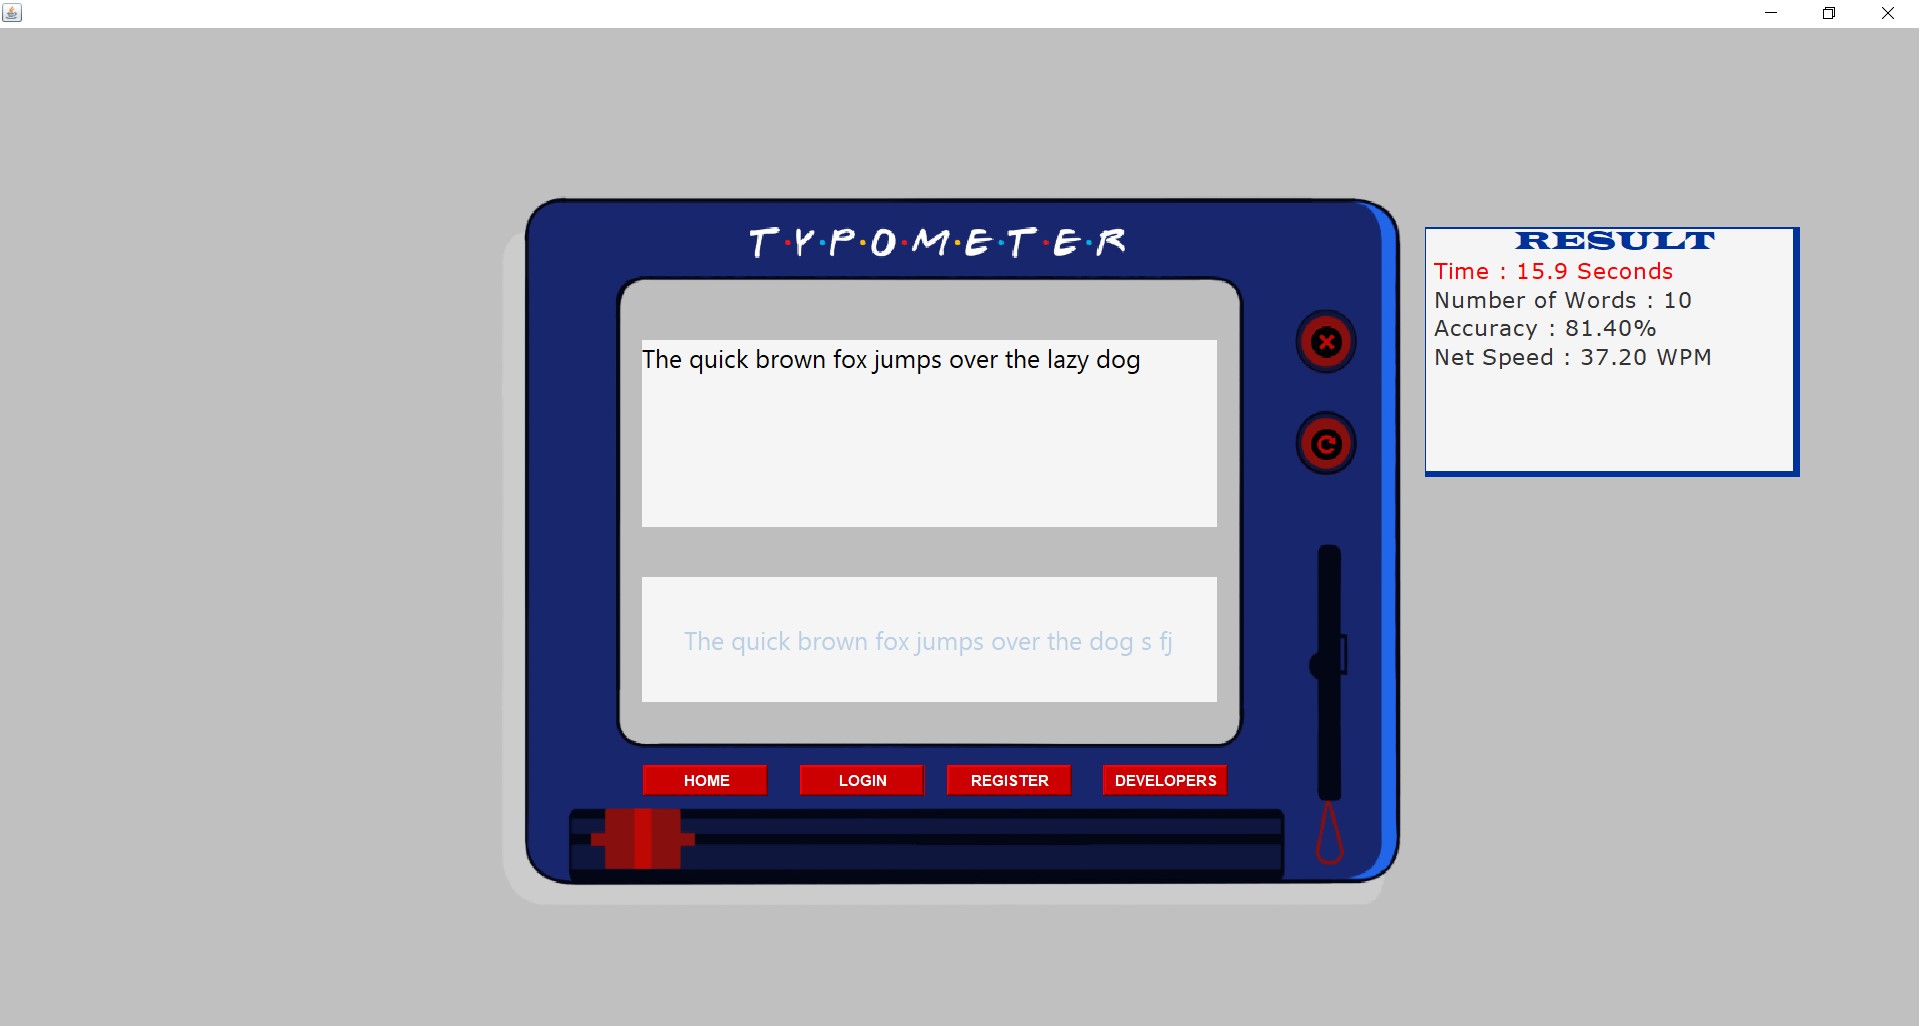 T·Y·P·O·M·E·T·E·R
The quick brown fox jumps over the lazy dog
The quick brown fox jumps over the dog s fj
HOME LOGIN REGISTER DEVELOPERS
RESULT
Time : 15.9 Seconds
Number of Words : 10
Accuracy : 81.40%
Net Speed : 37.20 WPM